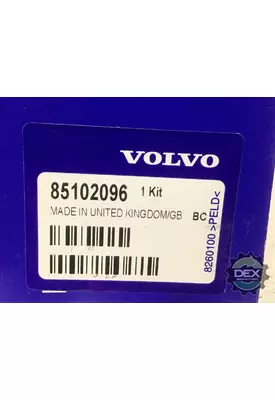 VOLVO
85102096 1 Kit
MADE IN UNITED KINGDOM/GB BC
8260100 >PELD<
DEX